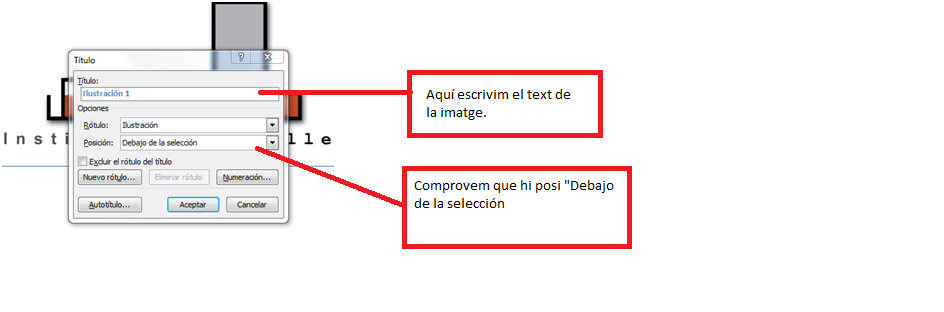 Título
Título:
Ilustración 1
Opciones
Rótulo: Ilustración
Posición: Debajo de la selección
Excluir el rótulo del título
Nuevo rótulo... Eliminar rótulo Numeración...
Autotítulo... Aceptar Cancelar
Insti lle
Aquí escrivim el text de
la imatge.
Comprovem que hi posi "Debajo
de la selección